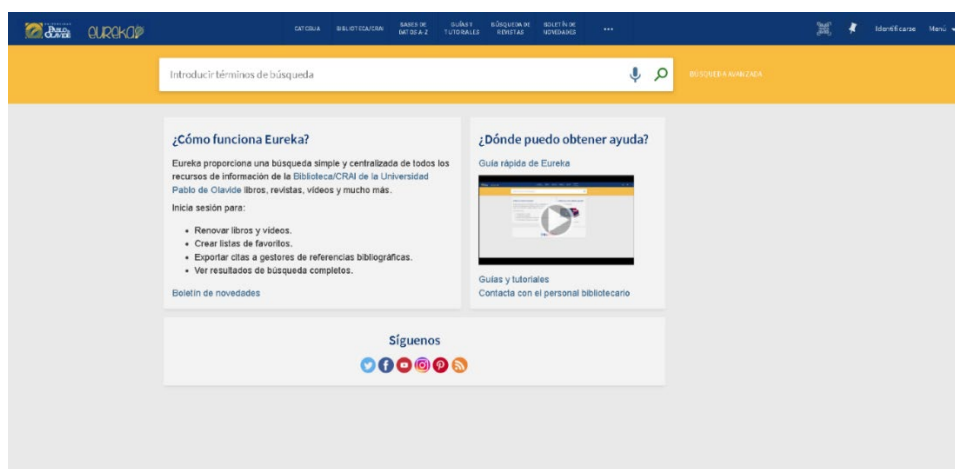 PABLO
OLAVIDE
eureka
CATCBUA
BIBLIOTECA/CRAI
BASES DE
DATOS A-Z
GUÍAS Y
TUTORIALES
BÚSQUEDA DE
REVISTAS
BOLETÍN DE
NOVEDADES
...
Identificarse
Menú
Introducir términos de búsqueda
BÚSQUEDA AVANZADA
¿Cómo funciona Eureka?
Eureka proporciona una búsqueda simple y centralizada de todos los
recursos de información de la Biblioteca/CRAI de la Universidad
Pablo de Olavide libros, revistas, vídeos y mucho más.
Inicia sesión para:
• Renovar libros y vídeos.
• Crear listas de favoritos.
• Exportar citas a gestores de referencias bibliográficas.
• Ver resultados de búsqueda completos.
Boletín de novedades
¿Dónde puedo obtener ayuda?
Guía rápida de Eureka
Guías y tutoriales
Contacta con el personal bibliotecario
Síguenos